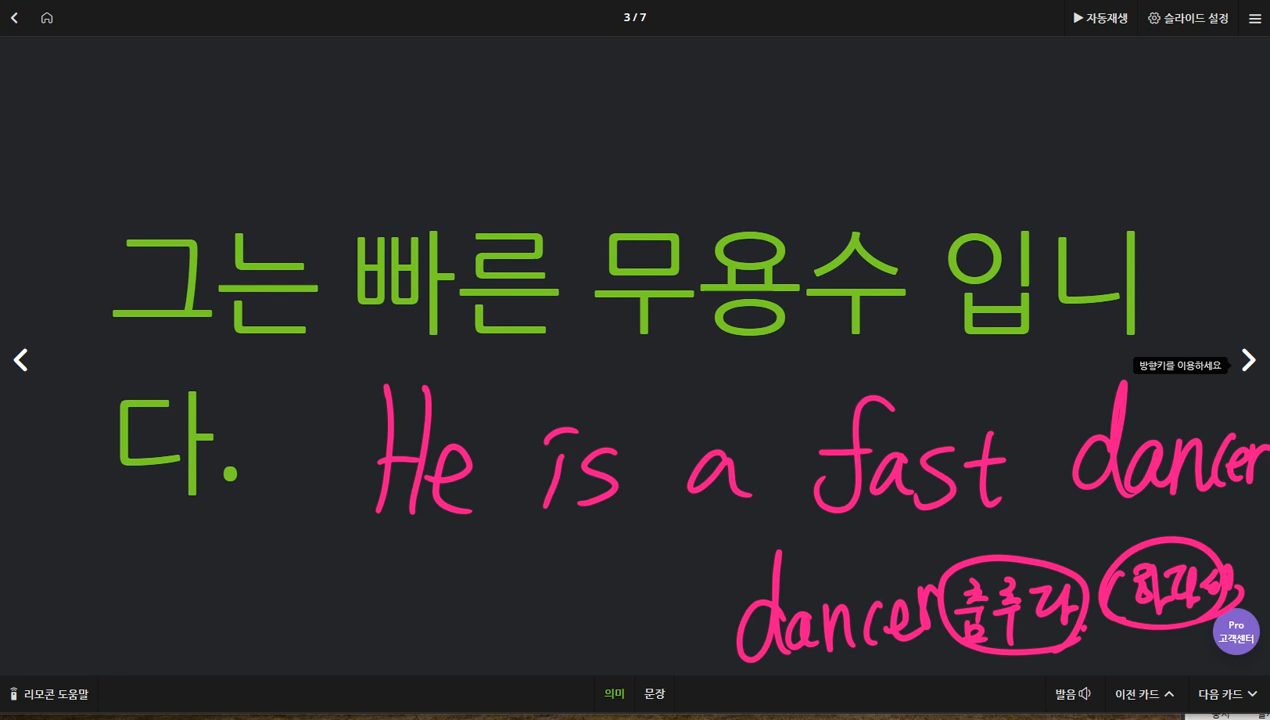 3 / 7
자동재생
슬라이드 설정
그는 빠른 무용수 입니
다.
방향키를 이용하세요
He is a fast dancer
dancer 춤추다
Pro
고객센터
리모콘 도움말
의미
문장
발음
이전 카드
다음 카드